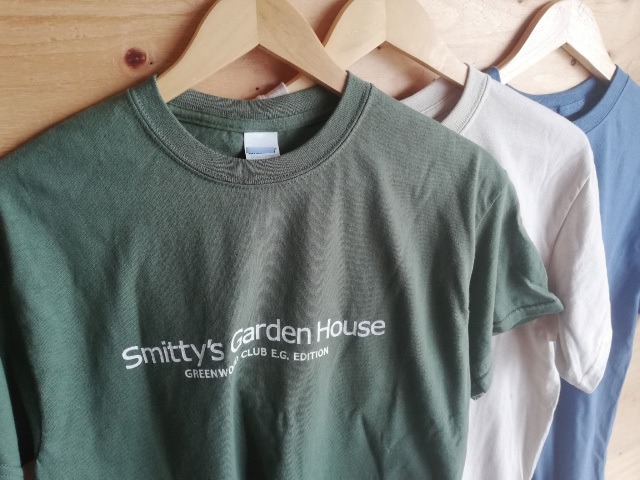 Smitty's Garden House
CLUB E.G. EDITION